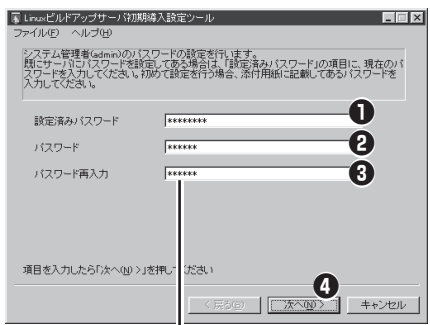 Linuxビルドアップサーバ初期導入設定ツール
ファイル(F) ヘルプ(H)
システム管理者(admin)のパスワードの設定を行います。
既にサーバにパスワードを設定してある場合は、「設定済みパスワード」の項目に、現在のパ
スワードを入力してください。初めて設定を行う場合、添付用紙に記載してあるパスワードを
入力してください。
設定済みパスワード ******** ❶
パスワード ****** ❷
パスワード再入力 ****** ❸
項目を入力したら「次へ(N) >」を押してください
❹
< 戻る(B) 次へ(N) > キャンセル